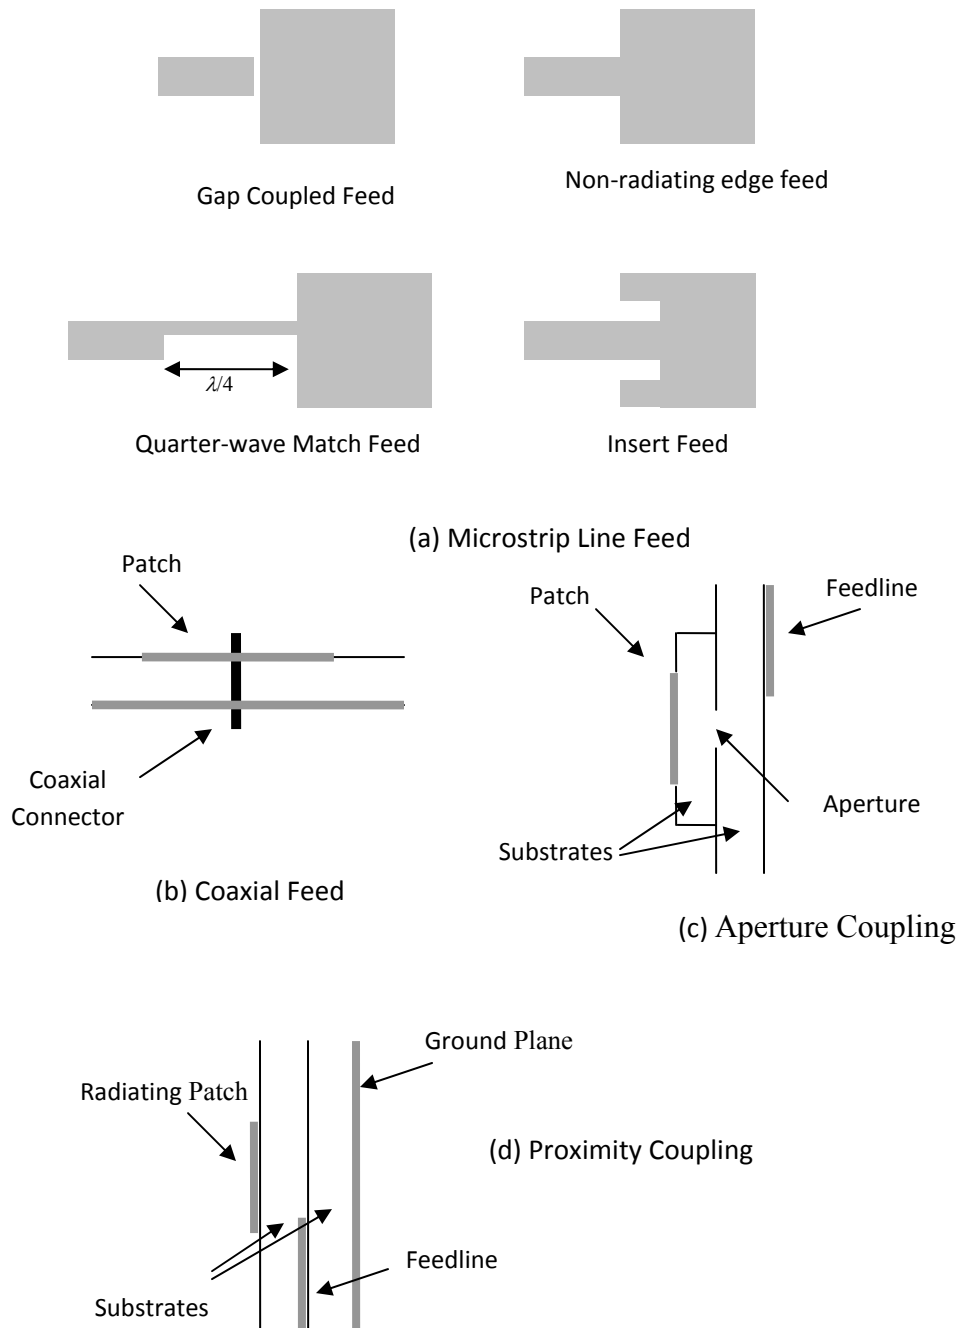 Gap Coupled Feed
Non-radiating edge feed
λ/4
Quarter-wave Match Feed
Insert Feed
(a) Microstrip Line Feed
Patch
Coaxial
Connector
(b) Coaxial Feed
Patch
Feedline
Aperture
Substrates
(c) Aperture Coupling
Ground Plane
Radiating Patch
(d) Proximity Coupling
Feedline
Substrates